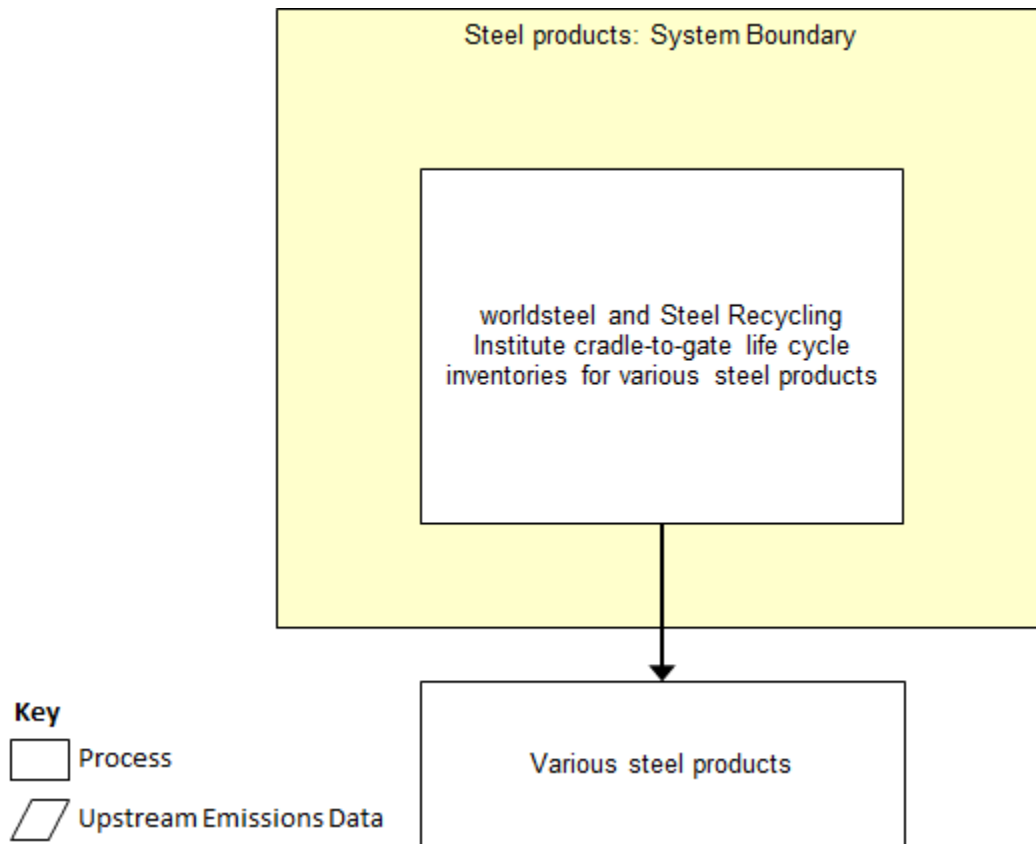 Steel products: System Boundary
worldsteel and Steel Recycling
Institute cradle-to-gate life cycle
inventories for various steel products
Various steel products
Key
Process
Upstream Emissions Data